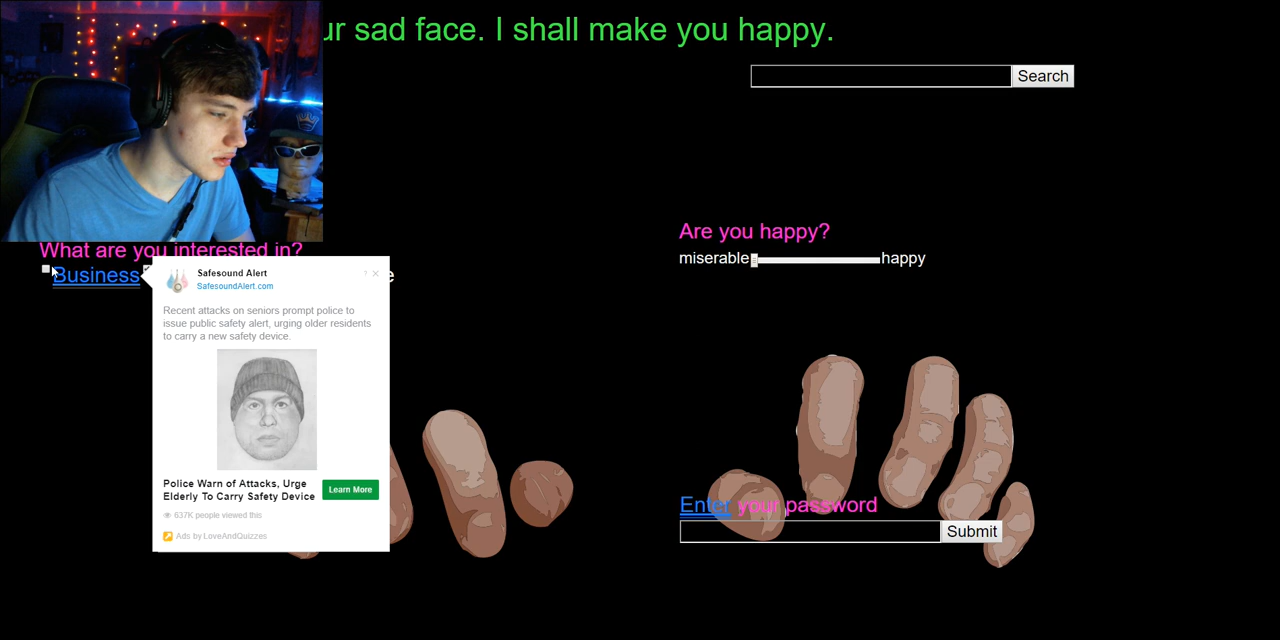 ur sad face. I shall make you happy.
Search
What are you interested in?
Business
e
Safesound Alert
SafesoundAlert.com
Recent attacks on seniors prompt police to
issue public safety alert, urging older residents
to carry a new safety device.
Police Warn of Attacks, Urge
Elderly To Carry Safety Device
Learn More
637K people viewed this
Ads by LoveAndQuizzes
Are you happy?
miserable
happy
Enter your password
Submit